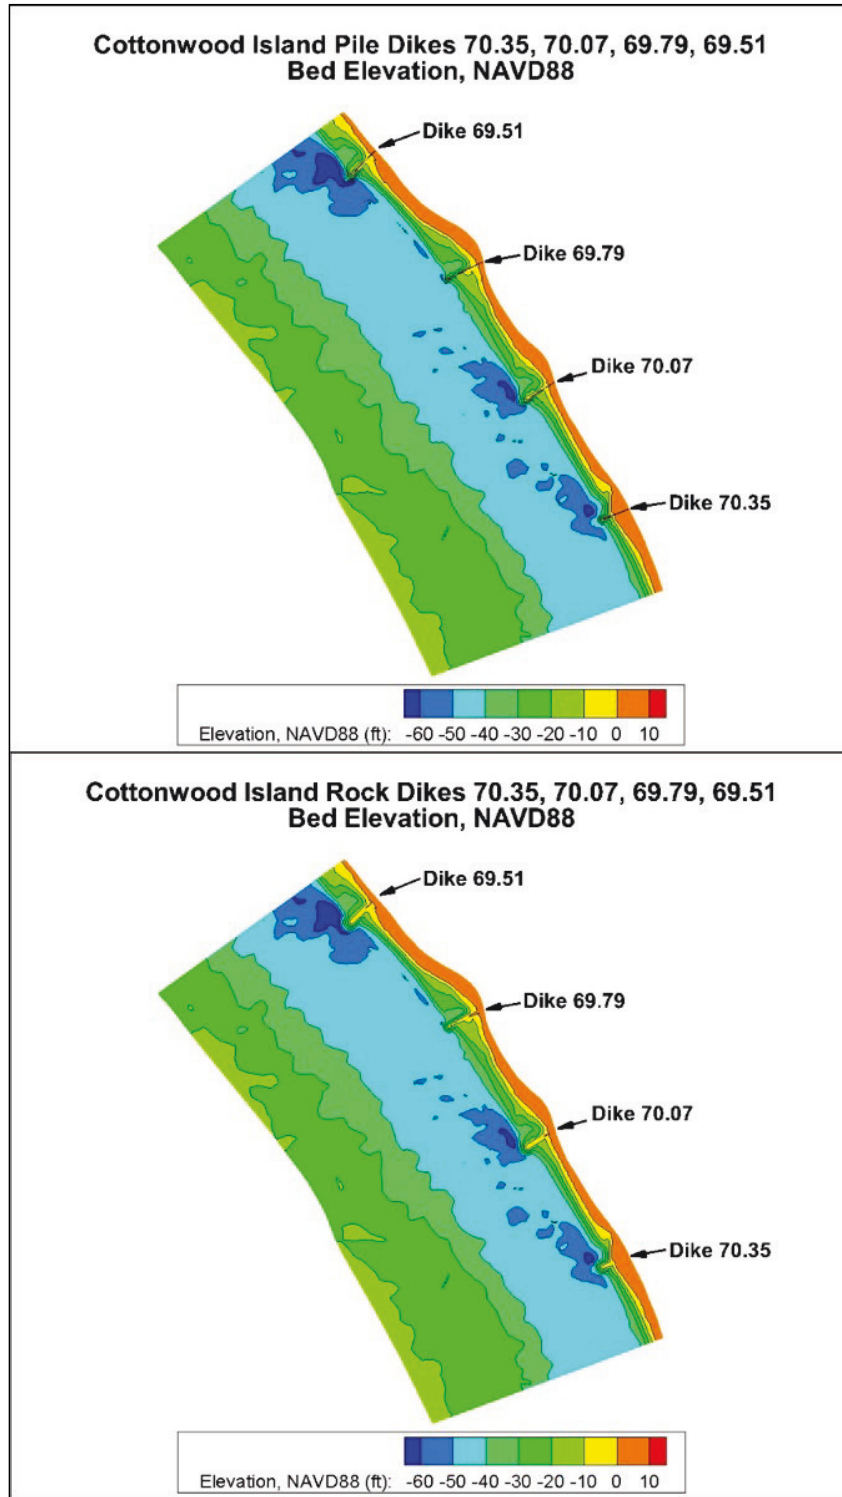 Cottonwood Island Pile Dikes 70.35, 70.07, 69.79, 69.51
Bed Elevation, NAVD88
Dike 69.51
Dike 69.79
Dike 70.07
Dike 70.35
Elevation, NAVD88 (ft): -60 -50 -40 -30 -20 -10 0 10
Cottonwood Island Rock Dikes 70.35, 70.07, 69.79, 69.51
Bed Elevation, NAVD88
Dike 69.51
Dike 69.79
Dike 70.07
Dike 70.35
Elevation, NAVD88 (ft): -60 -50 -40 -30 -20 -10 0 10